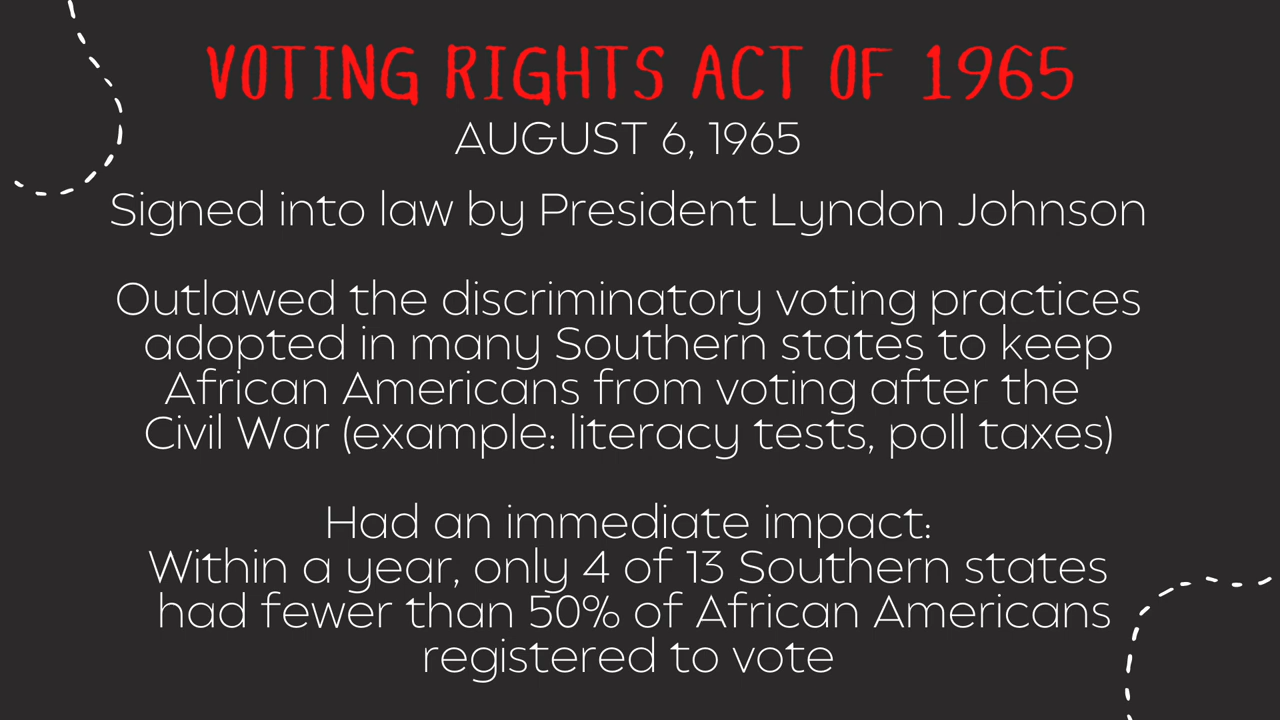 VOTING RIGHTS ACT OF 1965
AUGUST 6, 1965
Signed into law by President Lyndon Johnson
Outlawed the discriminatory voting practices
adopted in many Southern states to keep
African Americans from voting after the
Civil War (example: literacy tests, poll taxes)
Had an immediate impact:
Within a year, only 4 of 13 Southern states
had fewer than 50% of African Americans
registered to vote